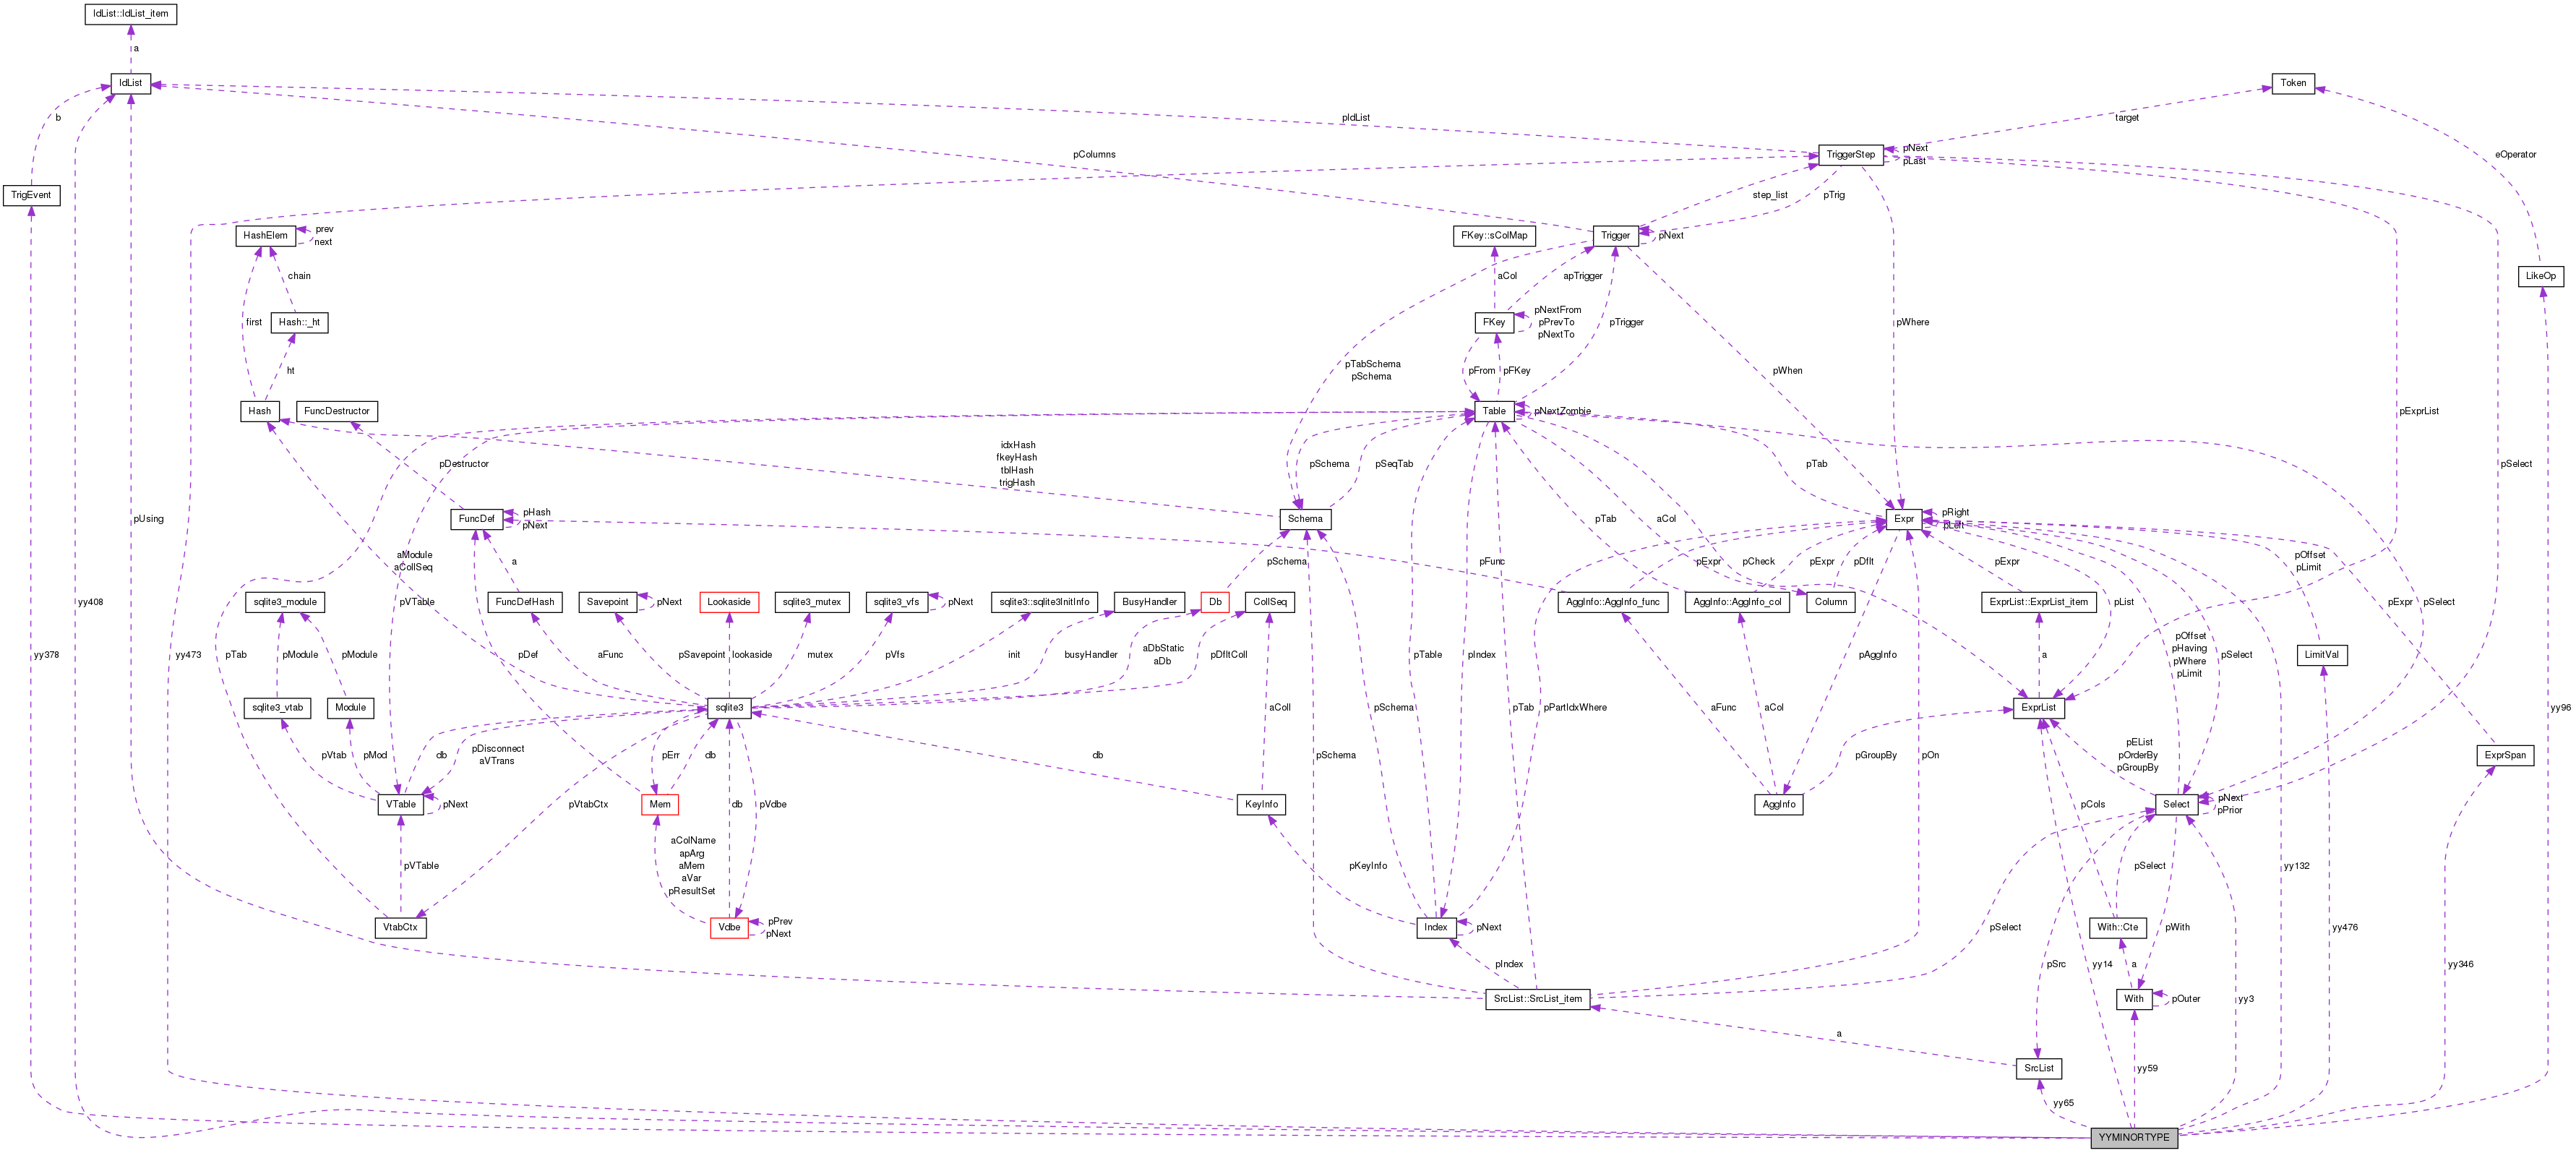 IdList::IdList_item
a
IdList
Token
b
pIdList
target
pColumns
TriggerStep
pNext
pLast
eOperator
TrigEvent
step_list
pTrig
HashElem
prev
next
FKey::sColMap
Trigger
pNext
LikeOp
chain
aCol
apTrigger
first
Hash::_ht
FKey
pNextFrom
pPrevTo
pNextTo
pTrigger
pWhere
ht
pTabSchema
pSchema
pFrom
pFKey
pWhen
Hash
FuncDestructor
Table
pNextZombie
pExprList
idxHash
fkeyHash
tblHash
trigHash
pDestructor
pSchema
pSeqTab
pTab
pSelect
pUsing
FuncDef
pHash
pNext
Schema
pTab
aCol
Expr
pRight
pLeft
aModule
aCollSeq
a
pSchema
pFunc
pExpr
pCheck
pExpr
pDflt
pExpr
pOffset
pLimit
yy408
sqlite3_module
pVTable
FuncDefHash
Savepoint
pNext
Lookaside
sqlite3_mutex
sqlite3_vfs
pNext
sqlite3::sqlite3InitInfo
BusyHandler
Db
CollSeq
AggInfo::AggInfo_func
AggInfo::AggInfo_col
Column
ExprList::ExprList_item
pList
pExpr
pSelect
yy378
yy473
pTab
pModule
pModule
pDef
aFunc
pSavepoint
lookaside
mutex
pVfs
init
busyHandler
aDbStatic
aDb
pDfltColl
pTable
pIndex
pAggInfo
a
pOffset
pHaving
pWhere
pLimit
pSelect
LimitVal
sqlite3_vtab
Module
sqlite3
pSchema
pTab
pPartIdxWhere
aFunc
aCol
ExprList
yy96
pVtab
pMod
db
pDisconnect
aVTrans
pErr
db
db
aColl
pSchema
pGroupBy
pOn
pEList
pOrderBy
pGroupBy
ExprSpan
VTable
pNext
pVtabCtx
Mem
db
pVdbe
KeyInfo
AggInfo
pCols
Select
pNext
pPrior
pVTable
aColName
apArg
aMem
aVar
pResultSet
pKeyInfo
pSelect
yy132
VtabCtx
Vdbe
pPrev
pNext
Index
pNext
pSelect
With::Cte
pWith
yy476
pIndex
pSrc
yy14
a
yy346
SrcList::SrcList_item
With
pOuter
yy3
a
SrcList
yy59
yy65
YYMINORTYPE